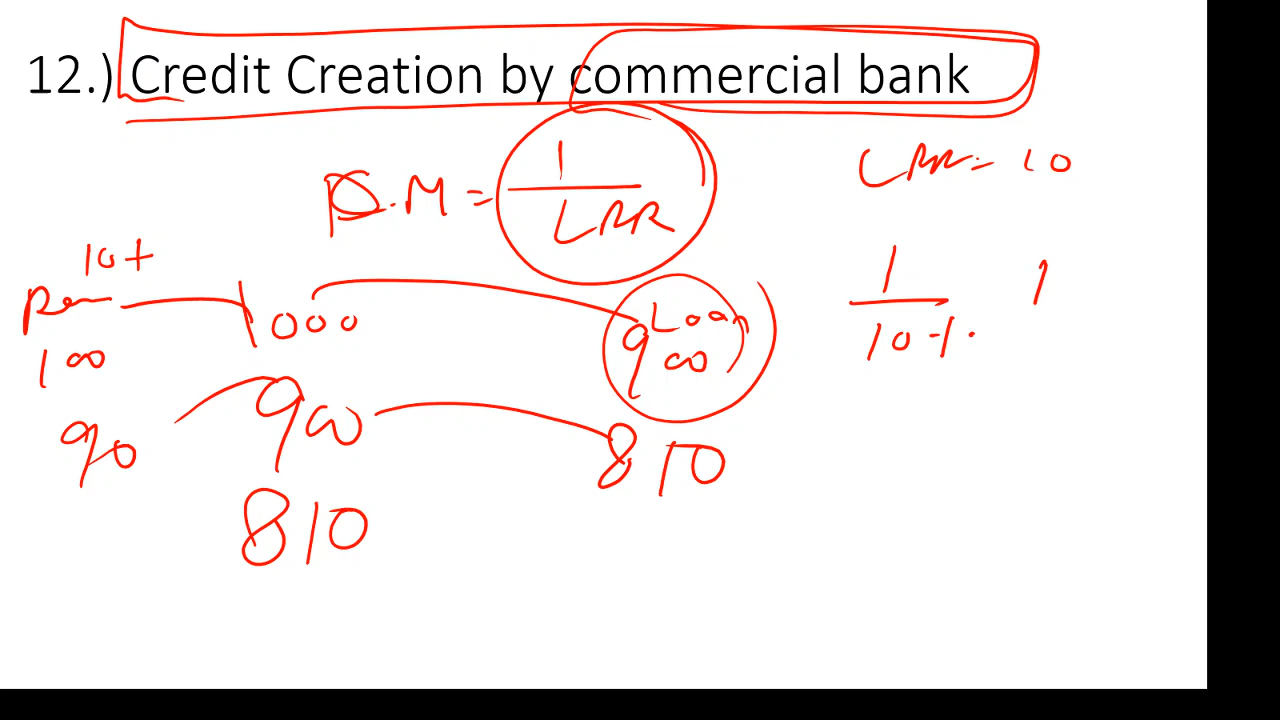 12.) Credit Creation by commercial bank
D.M = 1
LRR
LRR = 10
1
10%.
1
1000
Loan
900
100
90
900
810
810